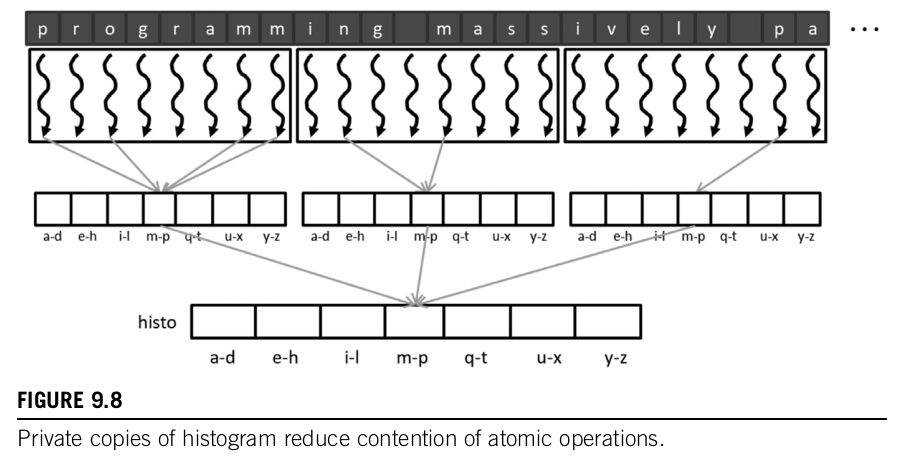 p r o g r a m m i n g m a s s i v e l y p a ...
a-d e-h i-l m-p q-t u-x y-z a-d e-h i-l m-p q-t u-x y-z a-d e-h i-l m-p q-t u-x y-z
histo
a-d e-h i-l m-p q-t u-x y-z
FIGURE 9.8
Private copies of histogram reduce contention of atomic operations.